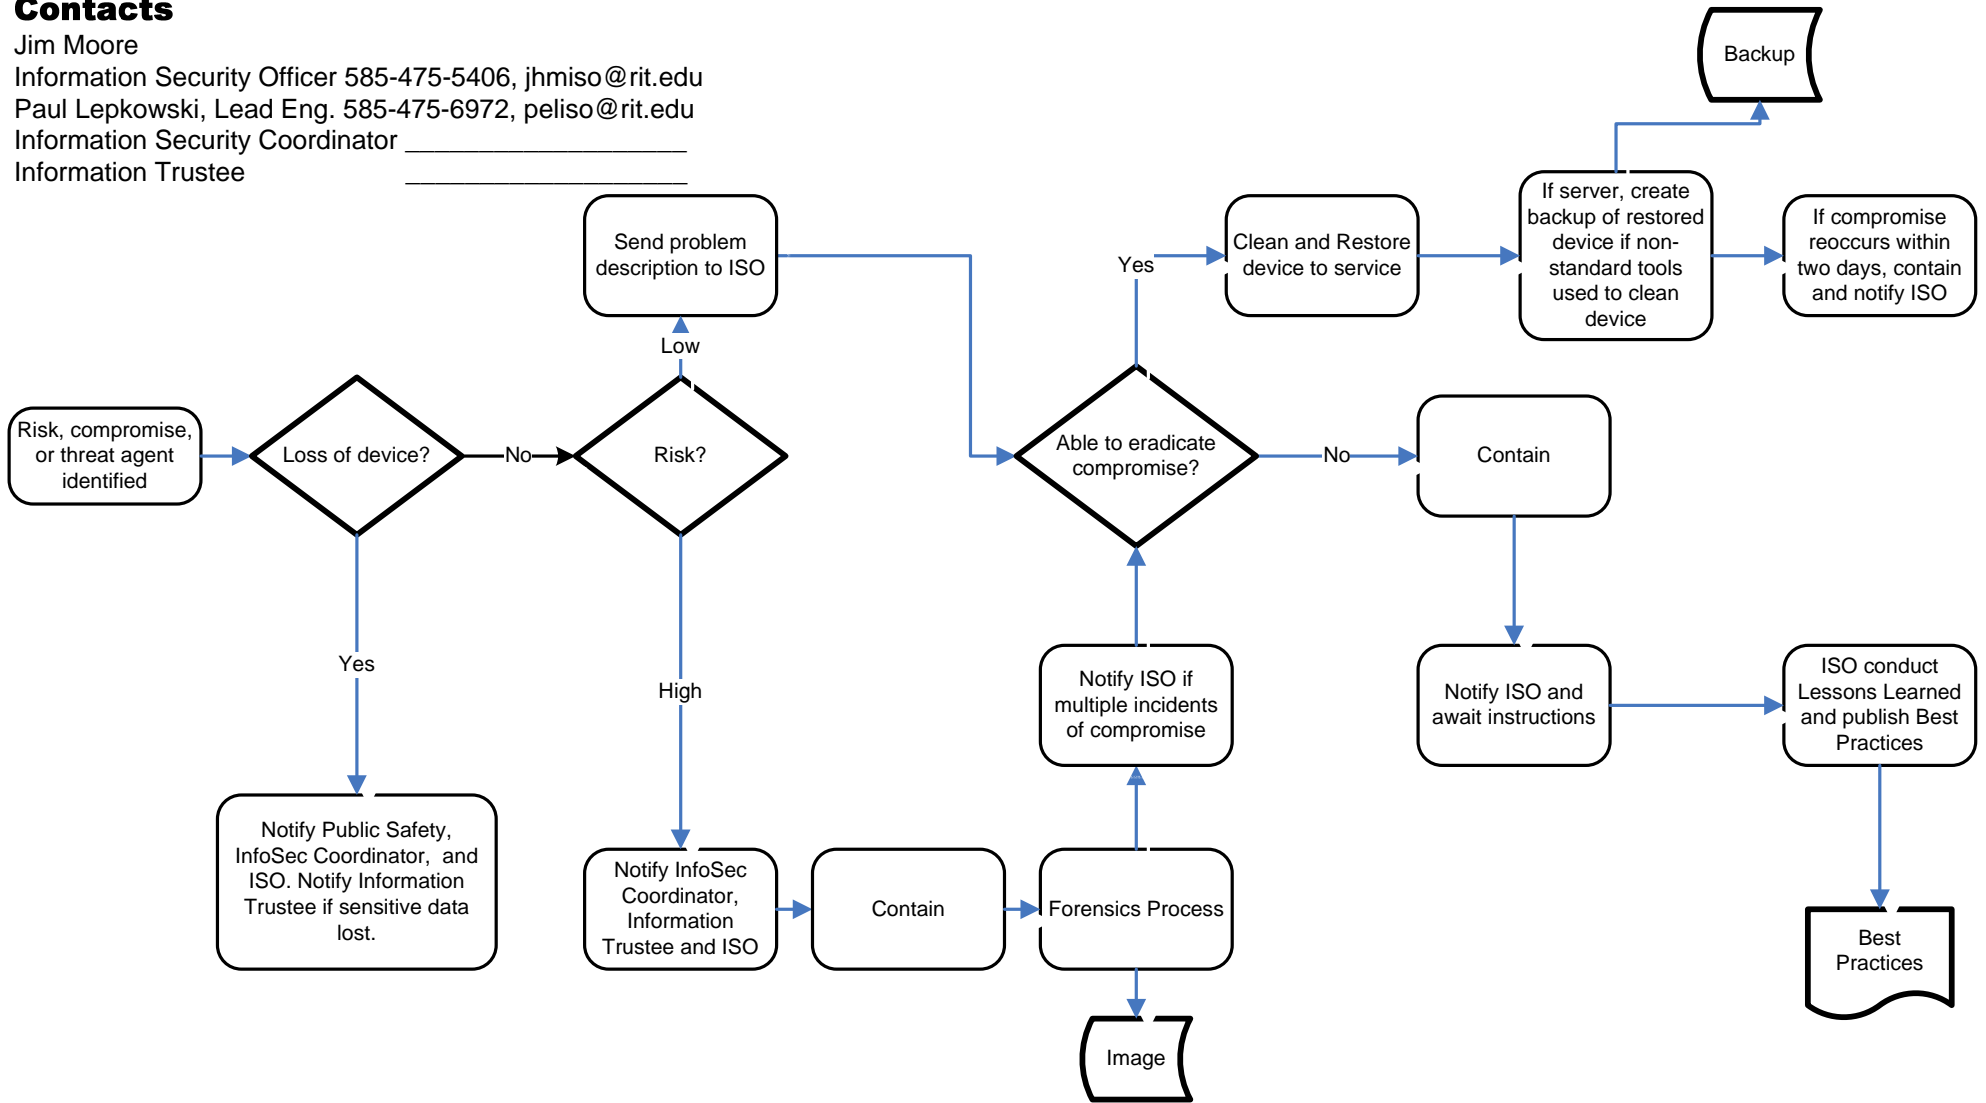 Contacts
Jim Moore
Information Security Officer 585-475-5406, jhmiso@rit.edu
Paul Lepkowski, Lead Eng. 585-475-6972, peliso@rit.edu
Information Security Coordinator ___________________
Information Trustee ___________________
Backup
Send problem
description to ISO
Yes
Clean and Restore
device to service
If server, create
backup of restored
device if non-
standard tools
used to clean
device
If compromise
reoccurs within
two days, contain
and notify ISO
Low
Risk, compromise,
or threat agent
identified
Loss of device?
No
Risk?
Able to eradicate
compromise?
No
Contain
Yes
High
Notify ISO if
multiple incidents
of compromise
Notify ISO and
await instructions
ISO conduct
Lessons Learned
and publish Best
Practices
Notify Public Safety,
InfoSec Coordinator, and
ISO. Notify Information
Trustee if sensitive data
lost.
Notify InfoSec
Coordinator,
Information
Trustee and ISO
Contain
Forensics Process
Best
Practices
Image